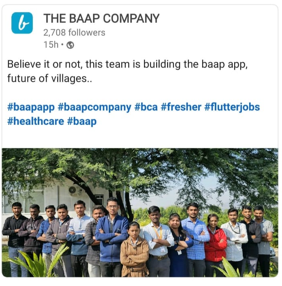 THE BAAP COMPANY
2,708 followers
15h •
Believe it or not, this team is building the baap app,
future of villages..
#baapapp #baapcompany #bca #fresher #flutterjobs
#healthcare #baap